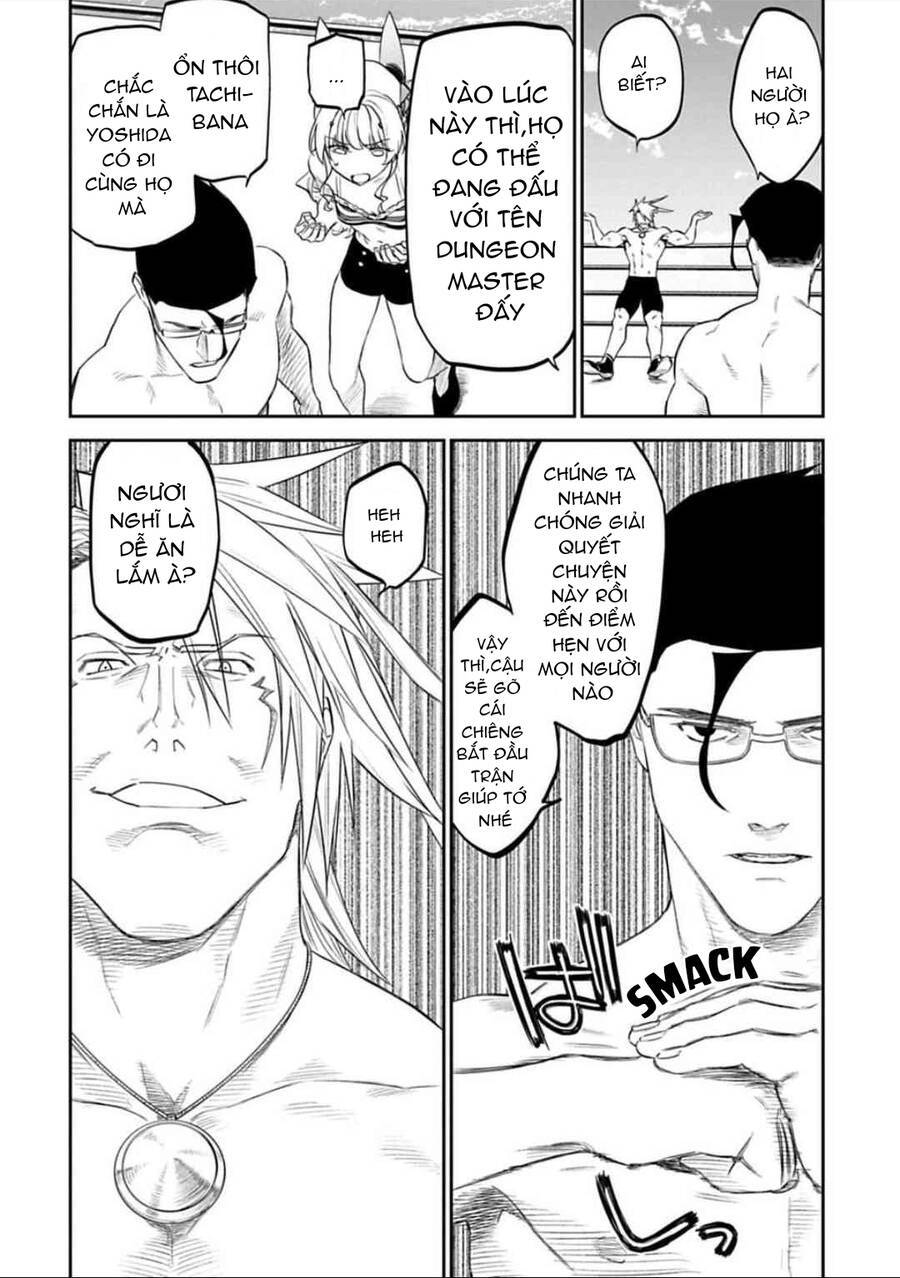 HAI
NGƯỜI
HỌ À?
AI
BIẾT?
VÀO LÚC
NÀY THÌ,HỌ
CÓ THỂ
ĐANG ĐẤU
VỚI TÊN
DUNGEON
MASTER
ĐẤY
...
ỔN THÔI
TACHI-
BANA
CHẮC
CHẮN LÀ
YOSHIDA
CÓ ĐI
CÙNG HỌ
MÀ
CHÚNG TA
NHANH
CHÓNG GIẢI
QUYẾT
CHUYỆN
NÀY RỒI
ĐẾN ĐIỂM
HẸN VỚI
MỌI NGƯỜI
NÀO
VẬY
THÌ,CẬU
SẼ GÕ
CÁI
CHIÊNG
BẮT ĐẦU
TRẬN
GIÚP TỚ
NHÉ
ば
SMACK
しっ
HEH
HEH
NGƯƠI
NGHĨ LÀ
DỄ ĂN
LẮM À?